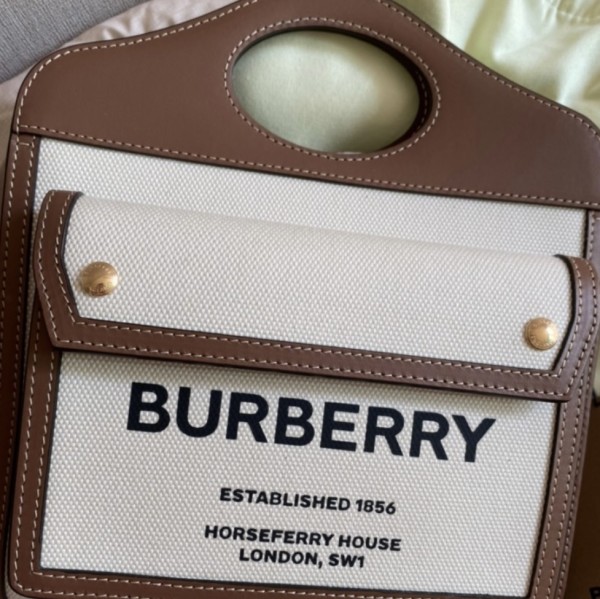 BURBERRY
ESTABLISHED 1856
HORSEFERRY HOUSE
LONDON, SW1